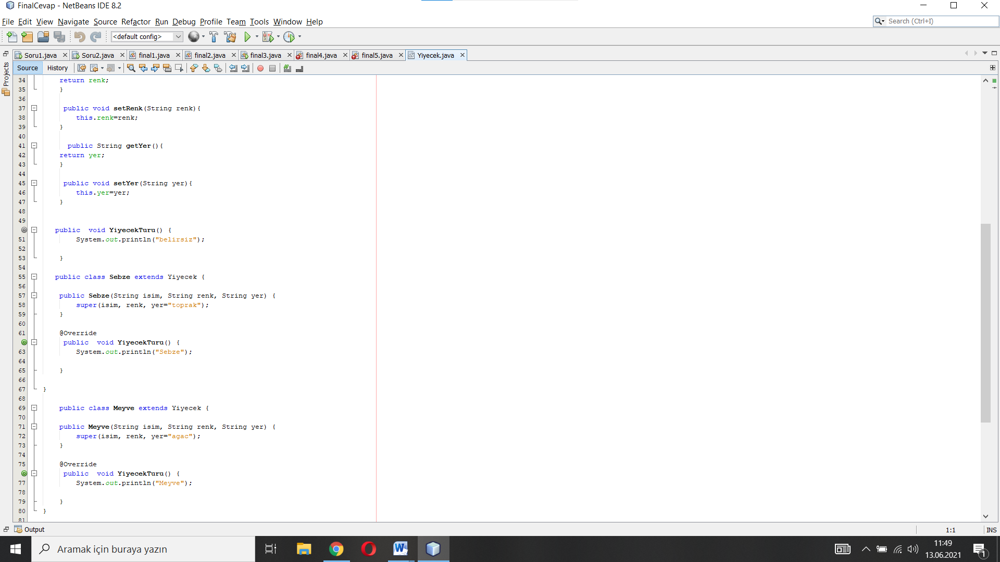 FinalCevap - NetBeans IDE 8.2
File Edit View Navigate Source Refactor Run Debug Profile Team Tools Window Help
Search (Ctrl+I)
<default config>
Soru1.java Soru2.java final1.java final2.java final3.java final4.java final5.java Yiyecek.java
Projects
Source History
34 return renk;
35 }
36
37 public void setRenk(String renk){
38 this.renk=renk;
39 }
40
41 public String getYer(){
42 return yer;
43 }
44
45 public void setYer(String yer){
46 this.yer=yer;
47 }
48
49
public  void YiyecekTuru() {
51 System.out.println("belirsiz");
52
53 }
54
55 public class Sebze extends Yiyecek {
56
57 public Sebze(String isim, String renk, String yer) {
58 super(isim, renk, yer="toprak");
59 }
60
61 @Override
public  void YiyecekTuru() {
63 System.out.println("Sebze");
64
65 }
66
67 }
68
69 public class Meyve extends Yiyecek {
70
71 public Meyve(String isim, String renk, String yer) {
72 super(isim, renk, yer="agac");
73 }
74
75 @Override
public  void YiyecekTuru() {
77 System.out.println("Meyve");
78
79 }
80 }
81
Output
1:1 INS
Aramak için buraya yazın
11:49
13.06.2021
1